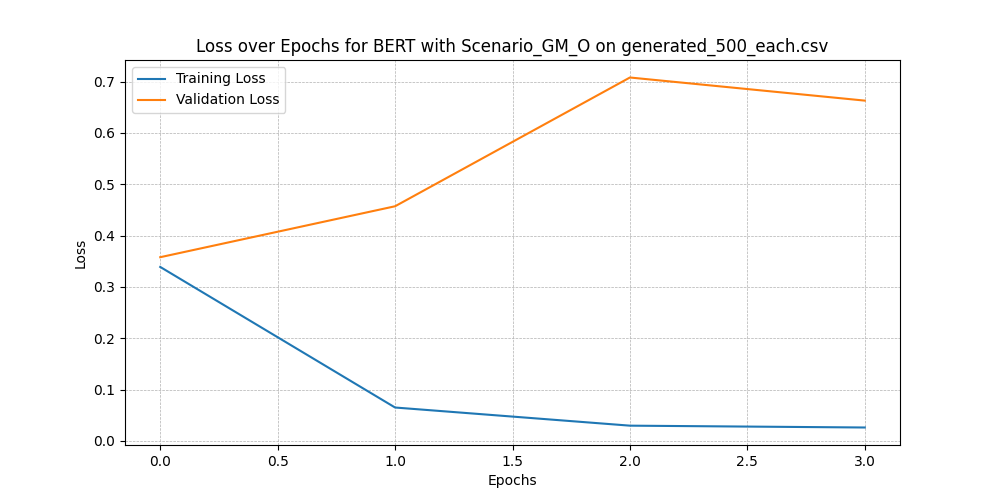 Loss over Epochs for BERT with Scenario_GM_O on generated_500_each.csv
Training Loss
Validation Loss
0.7
0.6
0.5
0.4
0.3
0.2
0.1
0.0
Loss
0.0 0.5 1.0 1.5 2.0 2.5 3.0
Epochs